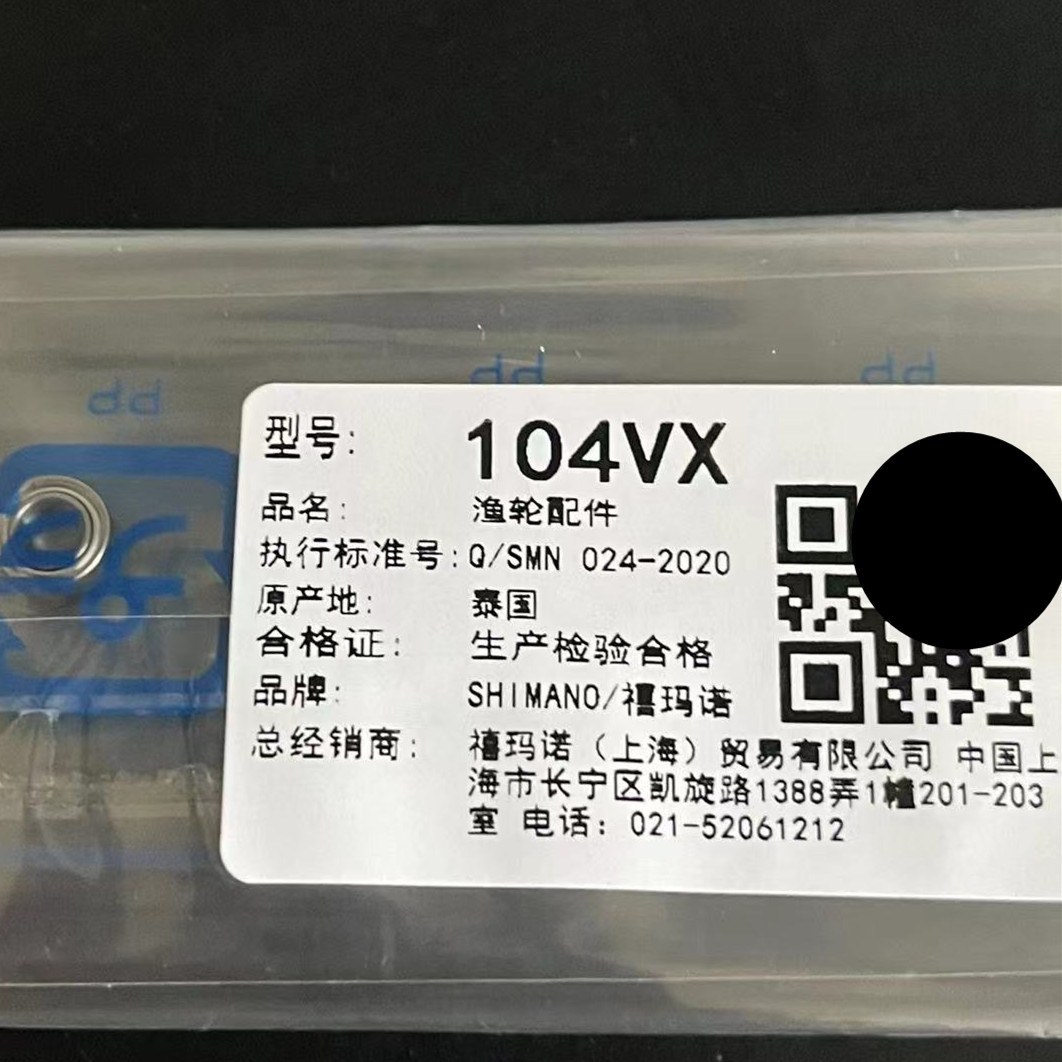 PP
PP
PP
型号: 104VX
品名: 渔轮配件
执行标准号: Q/SMN 024-2020
原产地: 泰国
合格证: 生产检验合格
品牌: SHIMANO/禧玛诺
总经销商: 禧玛诺（上海）贸易有限公司 中国上
海市长宁区凯旋路1388弄1幢201-203
室 电话: 021-52061212